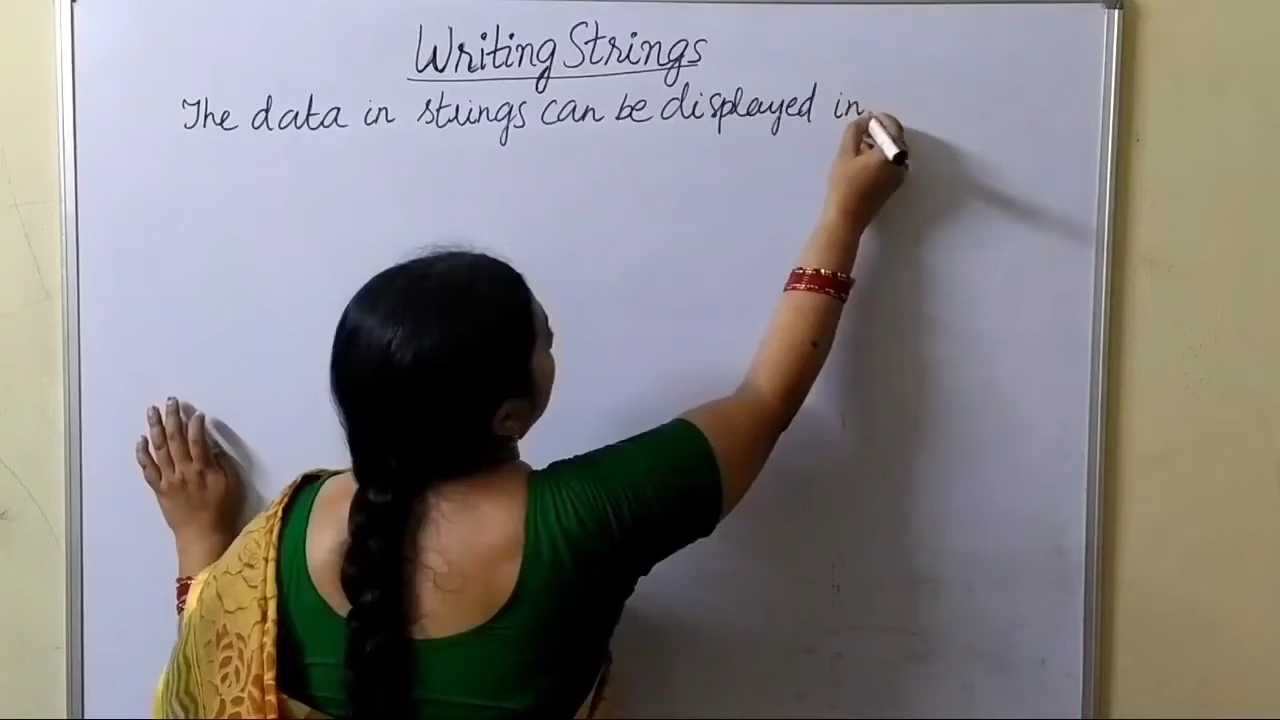 Writing Strings
The data in strings can be displayed in